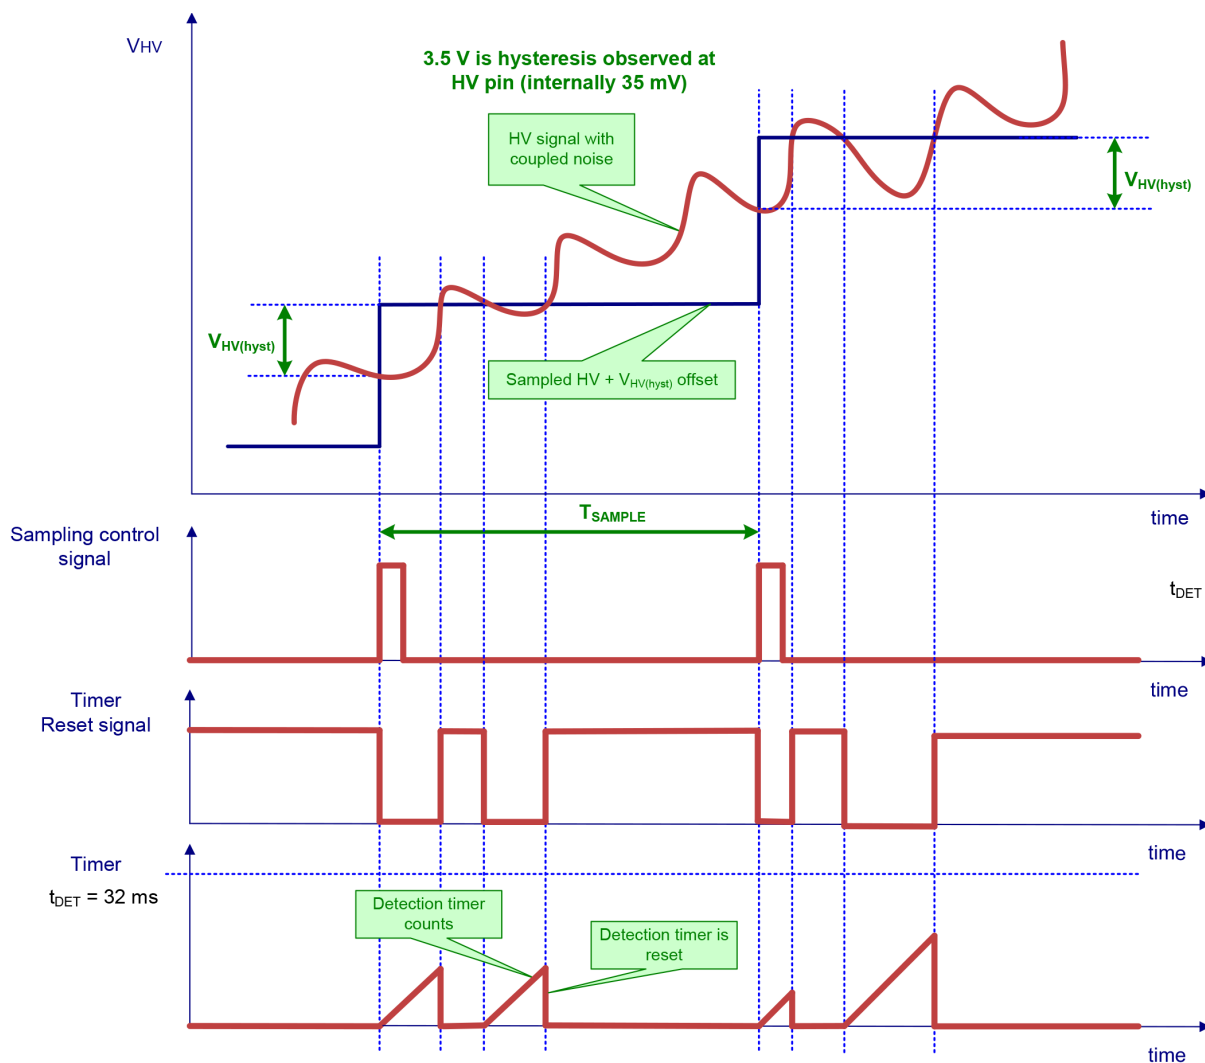 VHV
3.5 V is hysteresis observed at
HV pin (internally 35 mV)
HV signal with
coupled noise
VHV(hyst)
VHV(hyst)
Sampled HV + VHV(hyst) offset
time
Sampling control
signal
TSAMPLE
tDET
time
Timer
Reset signal
time
Timer
tDET = 32 ms
Detection timer
counts
Detection timer is
reset
time